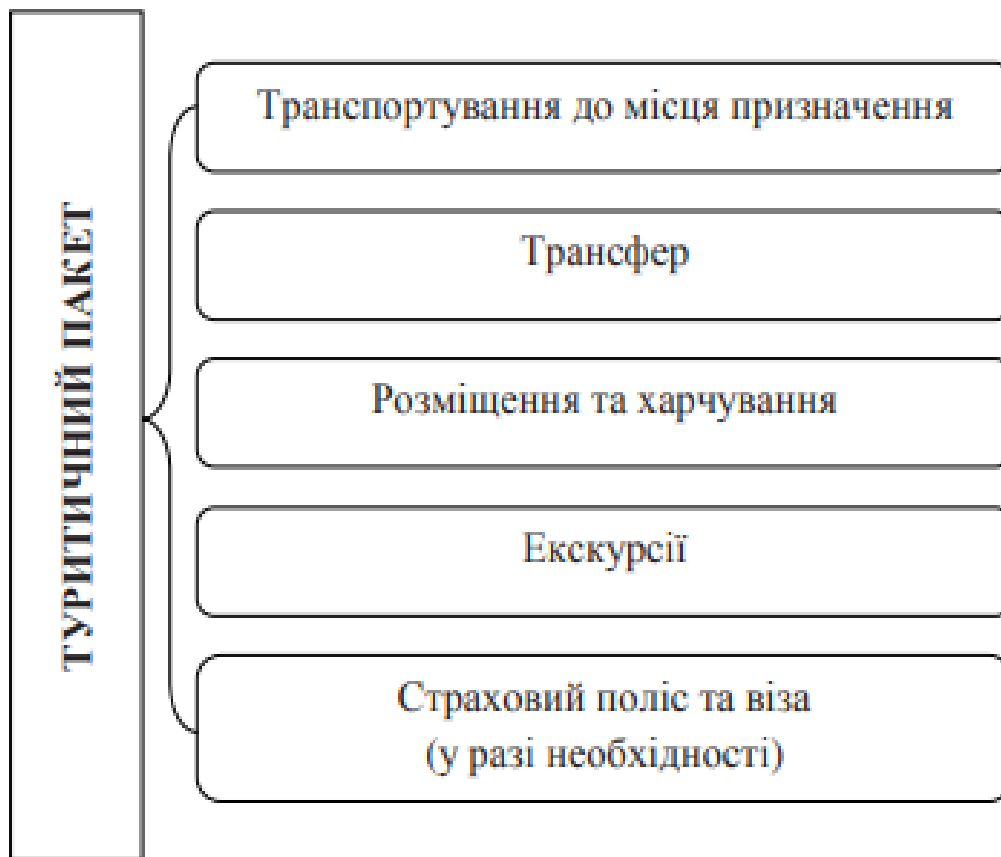 ТУРИТИЧНИЙ ПАКЕТ
Транспортування до місця призначення
Трансфер
Розміщення та харчування
Екскурсії
Страховий поліс та віза
(у разі необхідності)